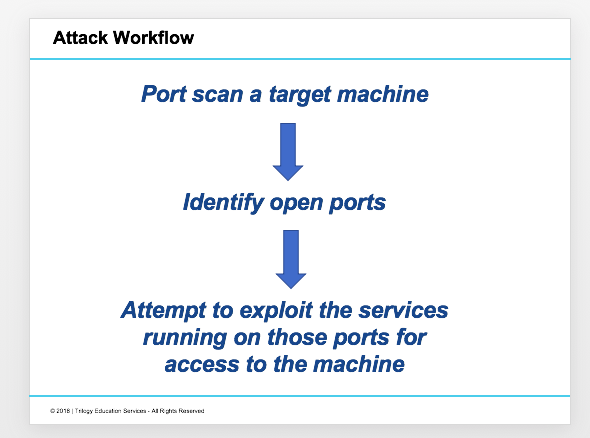 Attack Workflow
Port scan a target machine
Identify open ports
Attempt to exploit the services
running on those ports for
access to the machine
© 2018 | Trilogy Education Services - All Rights Reserved